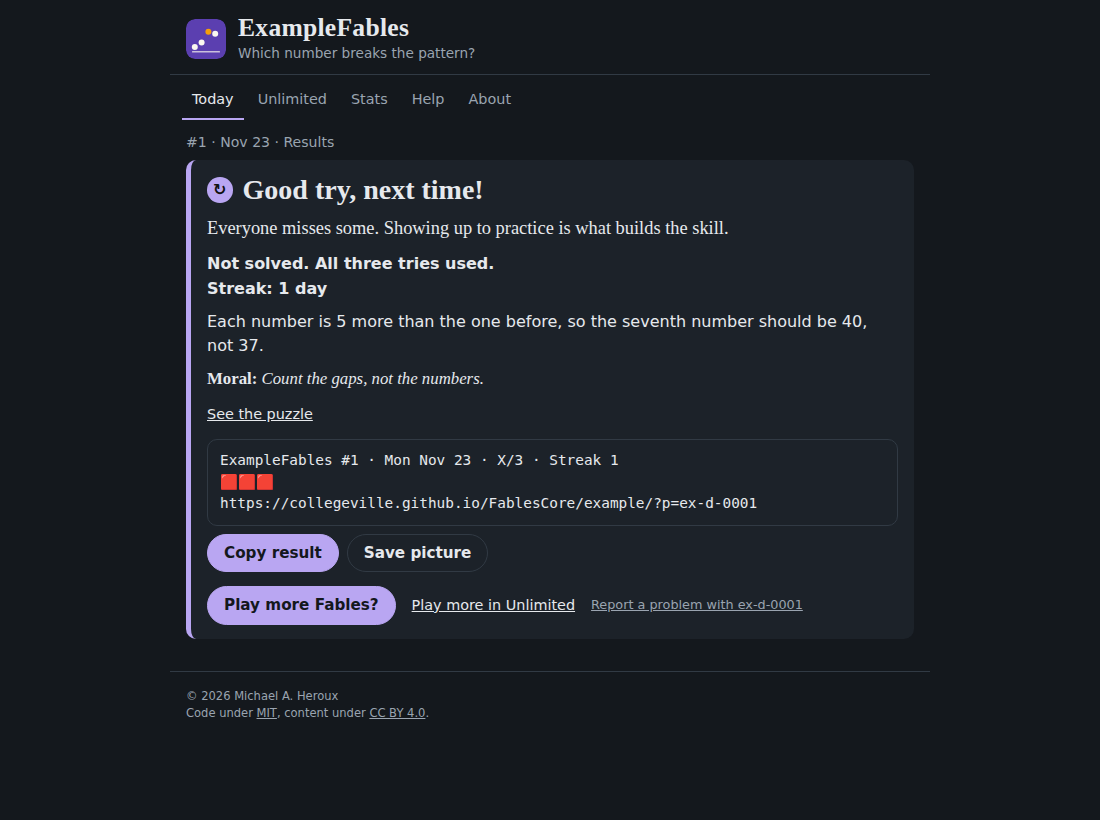 ExampleFables
Which number breaks the pattern?
Today Unlimited Stats Help About
#1 · Nov 23 · Results
↻ Good try, next time!
Everyone misses some. Showing up to practice is what builds the skill.
Not solved. All three tries used.
Streak: 1 day
Each number is 5 more than the one before, so the seventh number should be 40,
not 37.
Moral: Count the gaps, not the numbers.
See the puzzle
ExampleFables #1 · Mon Nov 23 · X/3 · Streak 1
🟥🟥🟥
https://collegeville.github.io/FablesCore/example/?p=ex-d-0001
Copy result Save picture
Play more Fables? Play more in Unlimited Report a problem with ex-d-0001
© 2026 Michael A. Heroux
Code under MIT, content under CC BY 4.0.